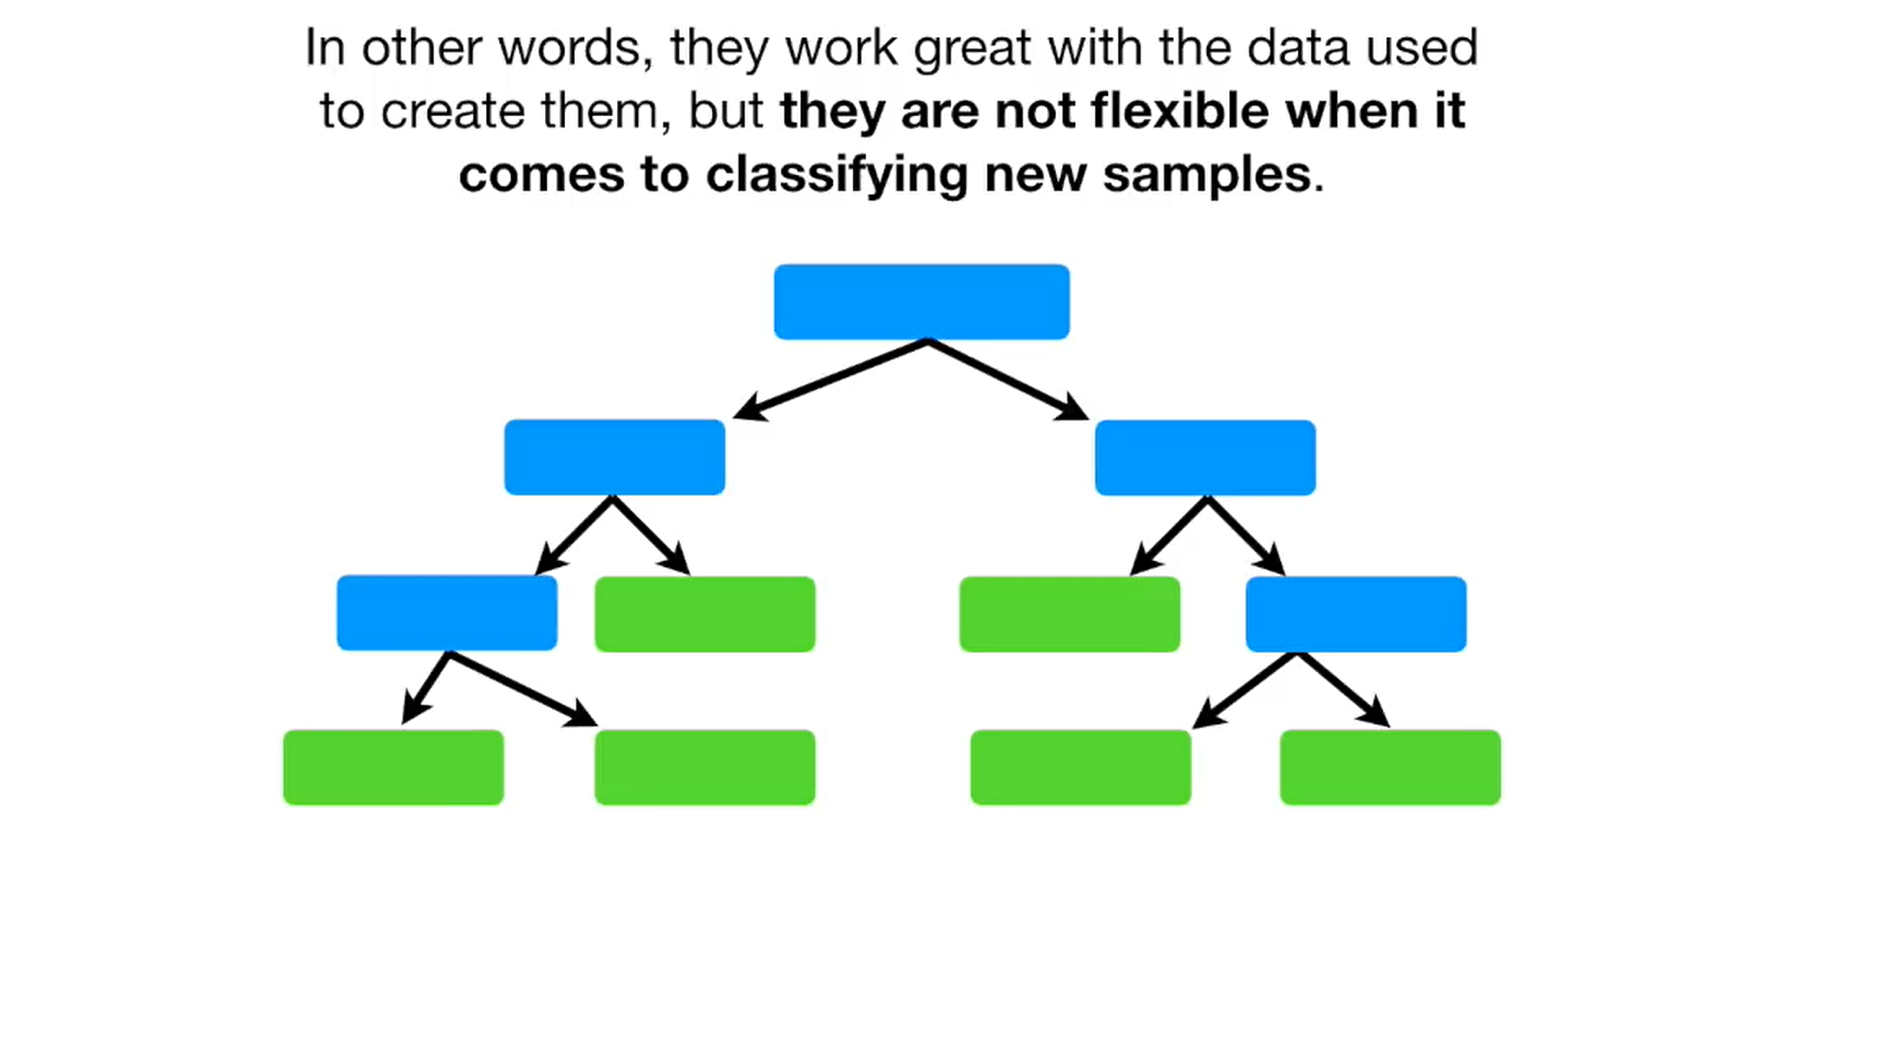 In other words, they work great with the data used
to create them, but they are not flexible when it
comes to classifying new samples.